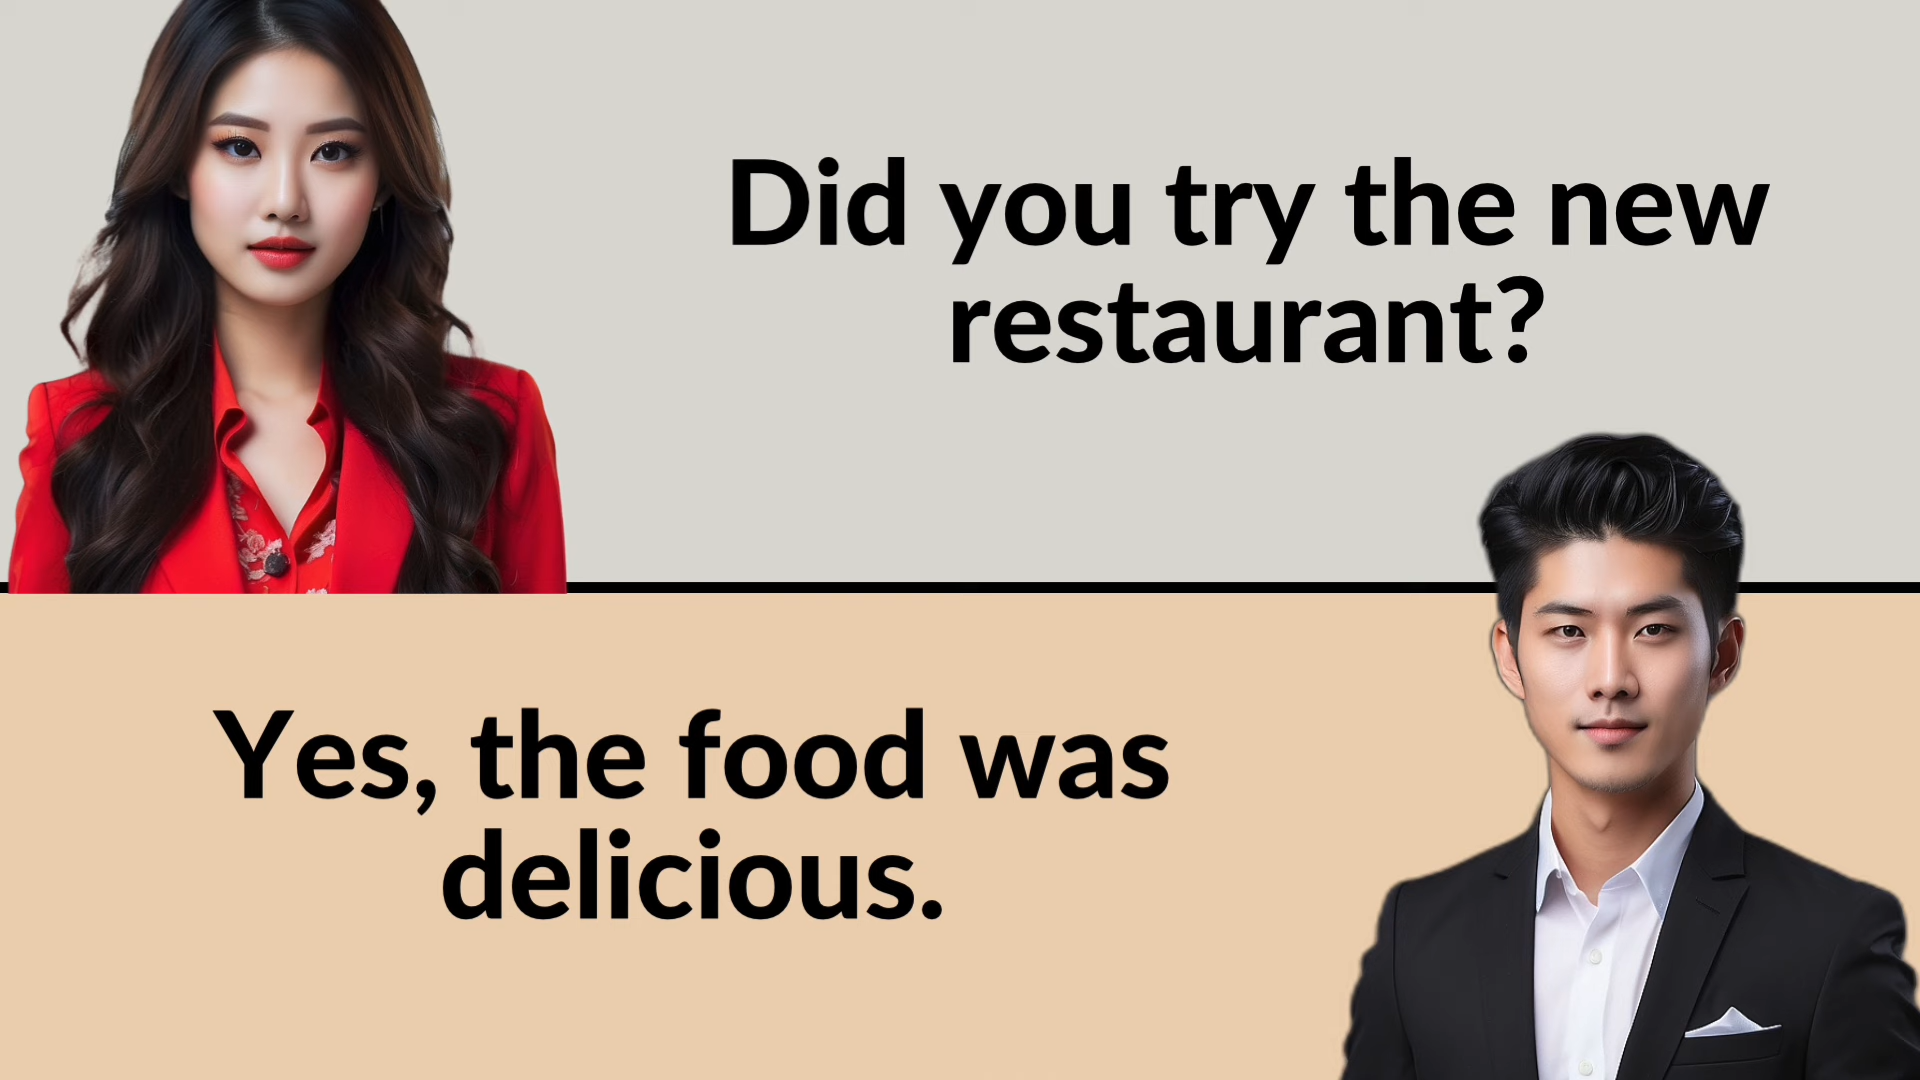 Did you try the new
restaurant?
Yes, the food was
delicious.